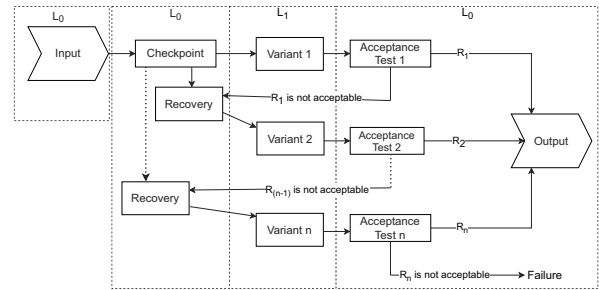 L0
L0
L1
L0
Input
Checkpoint
Variant 1
Acceptance
Test 1
R1
Recovery
R1 is not acceptable
Variant 2
Acceptance
Test 2
R2
Output
Recovery
R(n-1) is not acceptable
Variant n
Acceptance
Test n
Rn
Rn is not acceptable
Failure